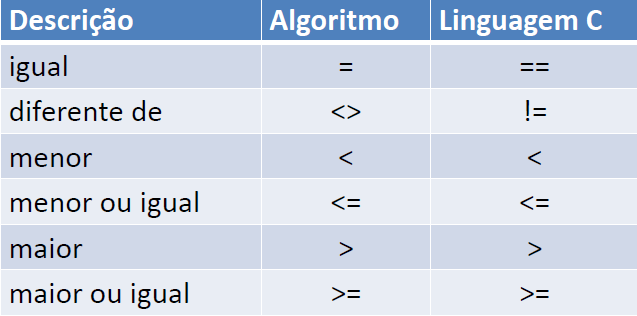 Descrição Algoritmo Linguagem C
igual = ==
diferente de <> !=
menor < <
menor ou igual <= <=
maior > >
maior ou igual >= >=